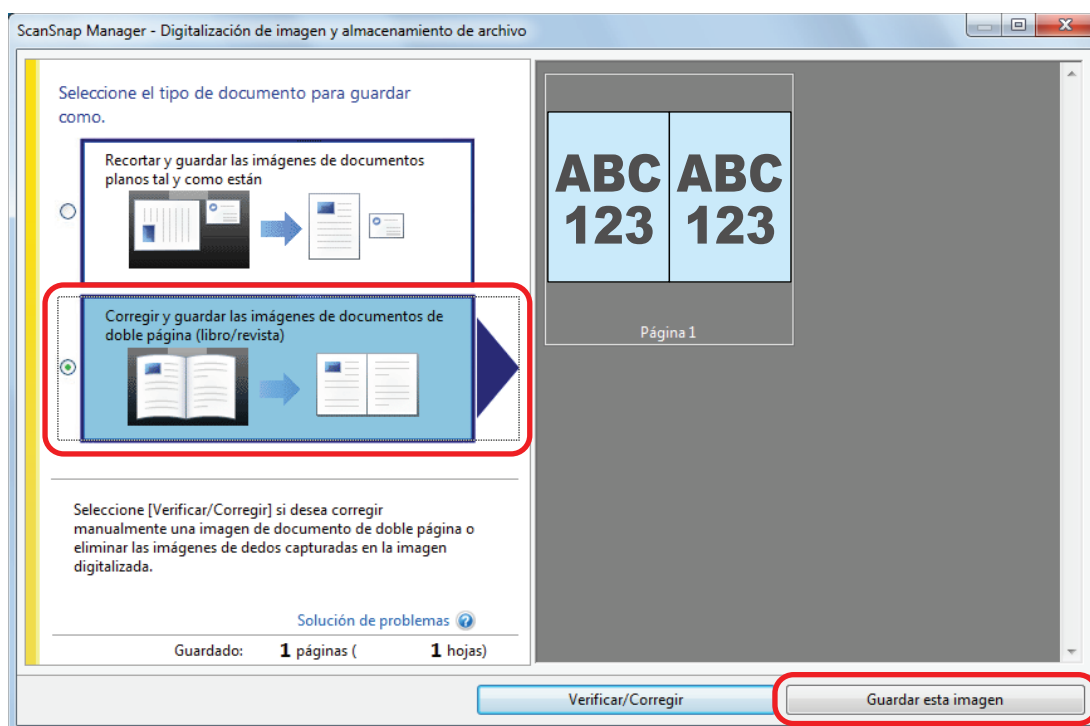 ScanSnap Manager - Digitalización de imagen y almacenamiento de archivo
Seleccione el tipo de documento para guardar
como.
Recortar y guardar las imágenes de documentos
planos tal y como están
Corregir y guardar las imágenes de documentos de
doble página (libro/revista)
Seleccione [Verificar/Corregir] si desea corregir
manualmente una imagen de documento de doble página o
eliminar las imágenes de dedos capturadas en la imagen
digitalizada.
Solución de problemas ?
Guardado: 1 páginas ( 1 hojas)
ABC ABC
123 123
Página 1
Verificar/Corregir
Guardar esta imagen